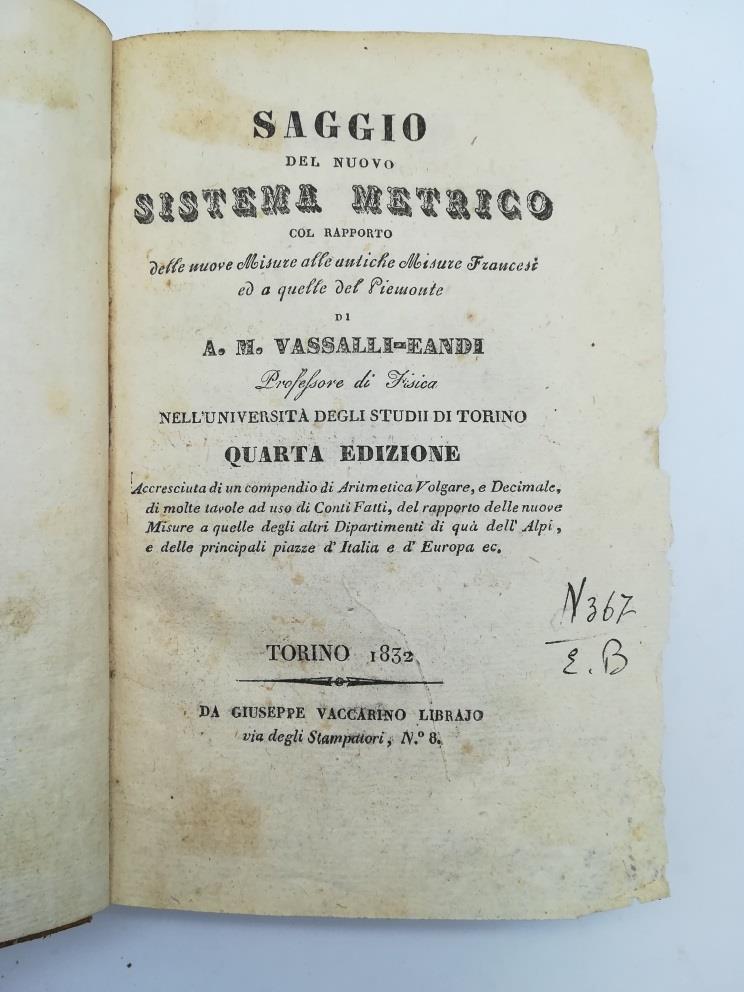 SAGGIO
DEL NUOVO
SISTEMA METRICO
COL RAPPORTO
delle nuove Misure alle antiche Misure Francesi
ed a quelle del Piemonte
DI
A. M. VASSALLI-EANDI
Professore di Fisica
NELL'UNIVERSITÀ DEGLI STUDII DI TORINO
QUARTA EDIZIONE
Accresciuta di un compendio di Aritmetica Volgare, e Decimale,
di molte tavole ad uso di Conti Fatti, del rapporto delle nuove
Misure a quelle degli altri Dipartimenti di quà dell' Alpi,
e delle principali piazze d' Italia e d' Europa ec.
N 367
E. B
TORINO 1832
DA GIUSEPPE VACCARINO LIBRAJO
via degli Stampatori, N.º 8.